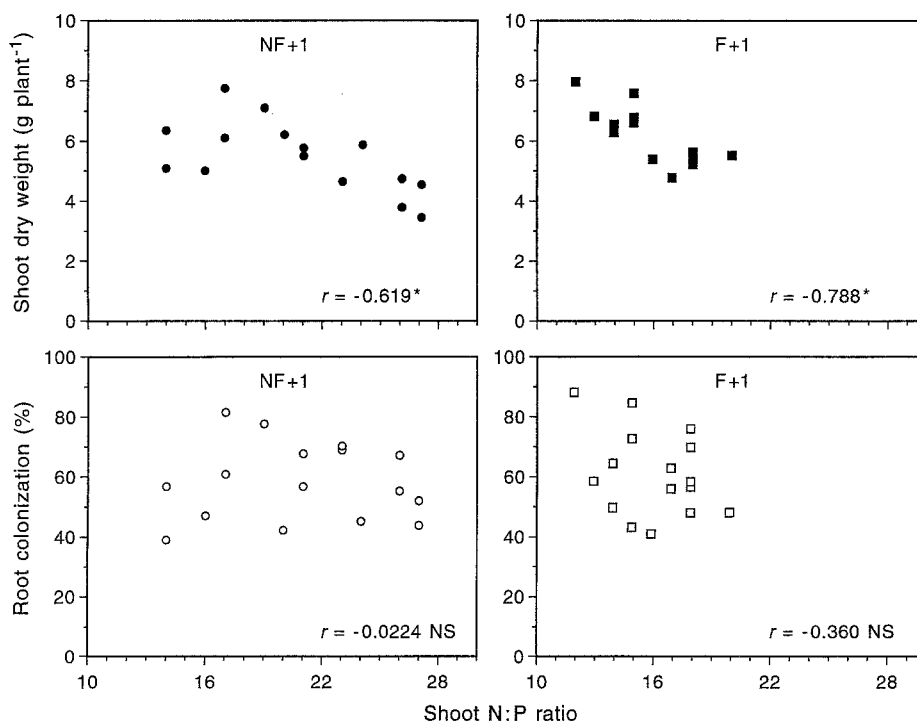 10
8
6
4
2
0
Shoot dry weight (g plant-1)
NF+1
r = -0.619*
10
8
6
4
2
0
F+1
r = -0.788*
100
80
60
40
20
0
Root colonization (%)
NF+1
r = -0.0224 NS
10 16 22 28
100
80
60
40
20
0
F+1
r = -0.360 NS
10 16 22 28
Shoot N:P ratio